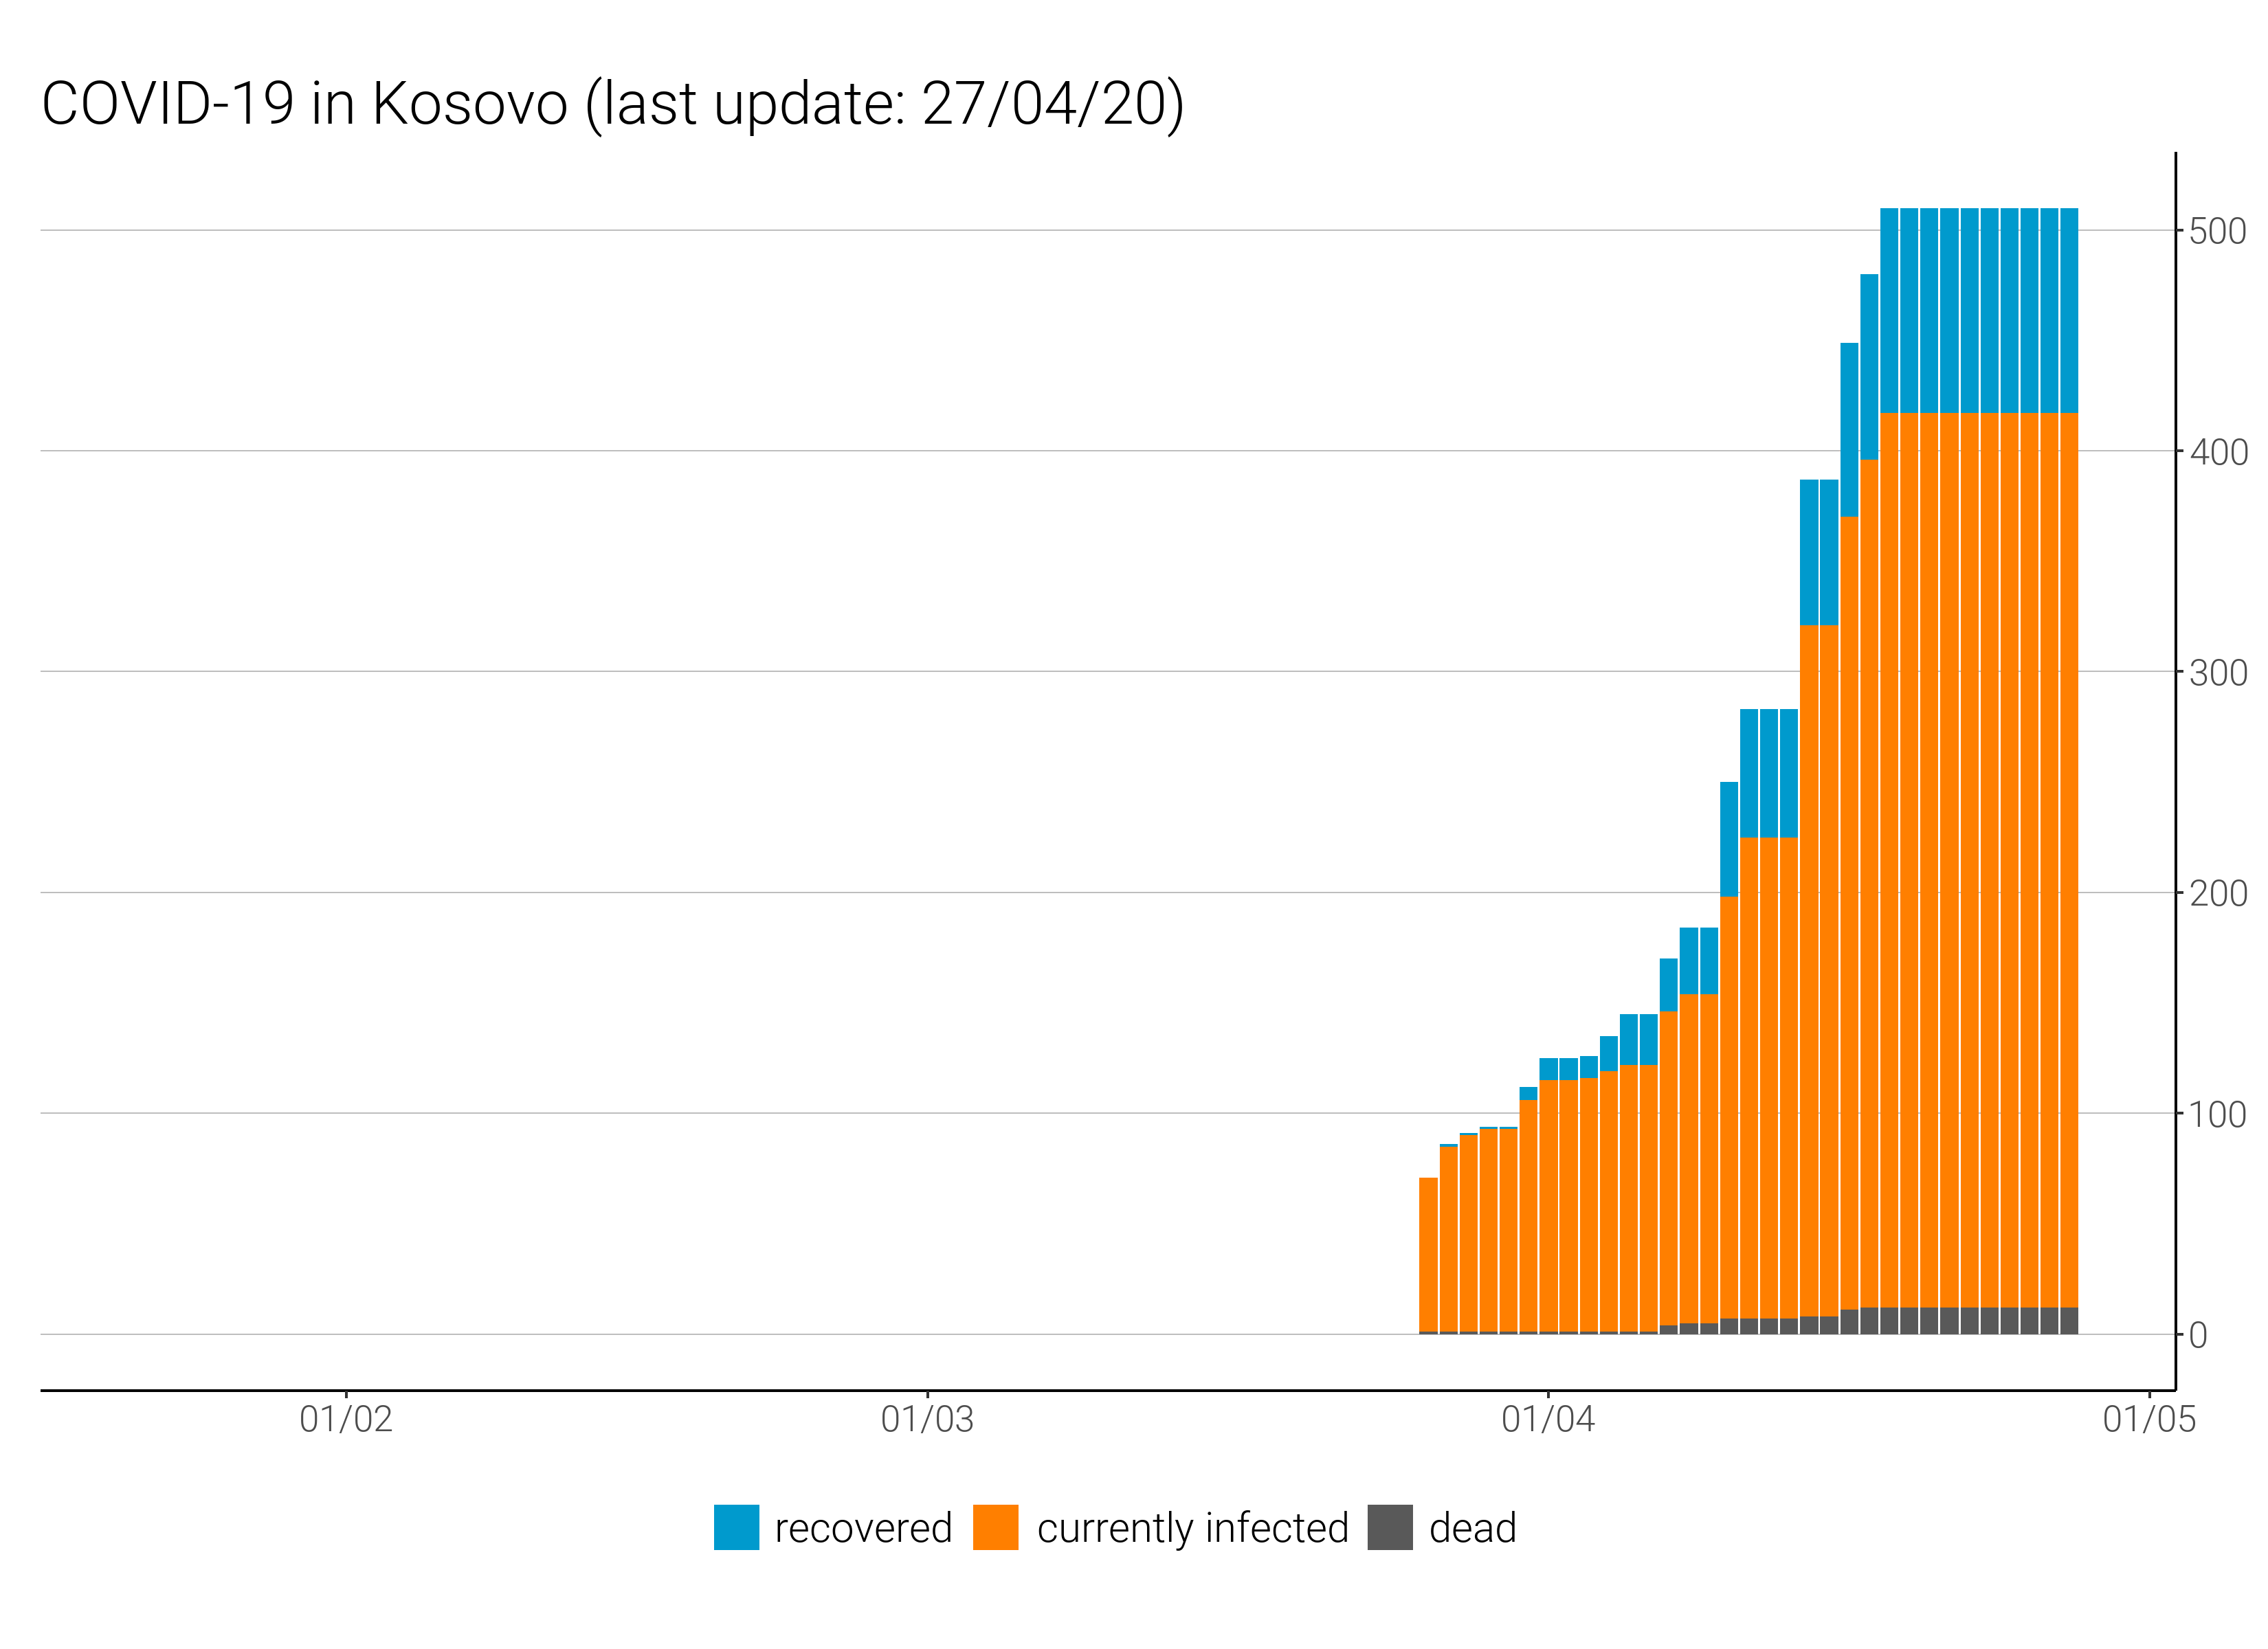 COVID-19 in Kosovo (last update: 27/04/20)
500
400
300
200
100
0
01/02 01/03 01/04 01/05
recovered currently infected dead